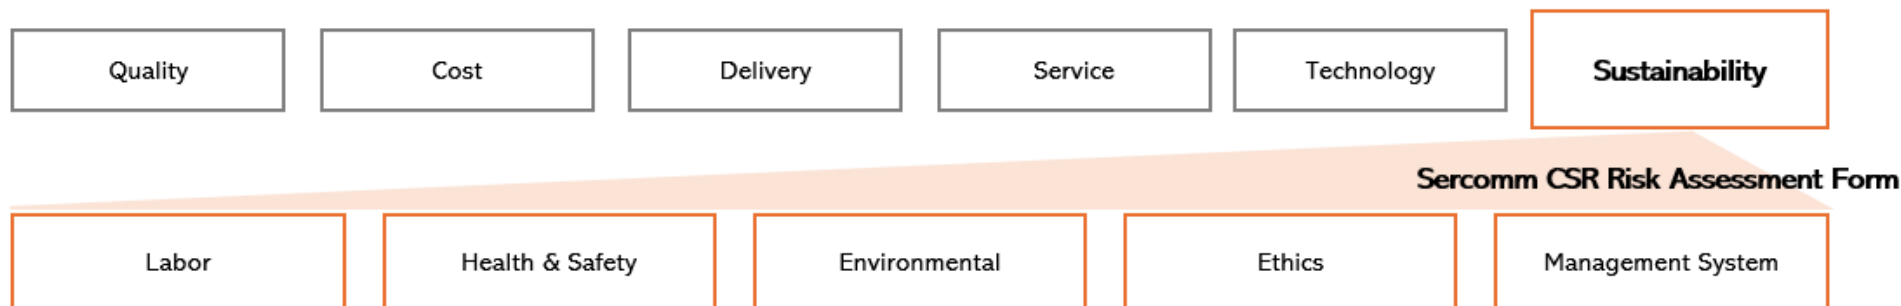 Quality
Cost
Delivery
Service
Technology
Sustainability
Sercomm CSR Risk Assessment Form
Labor
Health & Safety
Environmental
Ethics
Management System